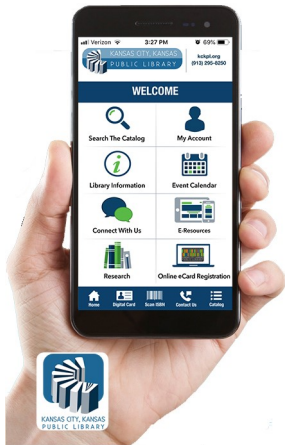 Verizon 3:27 PM 69%
KANSAS CITY, KANSAS
PUBLIC LIBRARY
kckpl.org
(913) 295-8250
WELCOME
Search The Catalog
My Account
Library Information
Event Calendar
Connect With Us
E-Resources
Research
Online eCard Registration
Home
Digital Card
Scan ISBN
Contact Us
Catalog
KANSAS CITY, KANSAS
PUBLIC LIBRARY